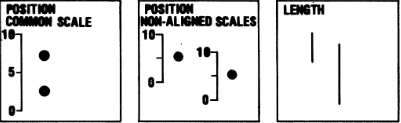 POSITION
COMMON SCALE
10
5
0
POSITION
NON-ALIGNED SCALES
10
0
10
0
LENGTH